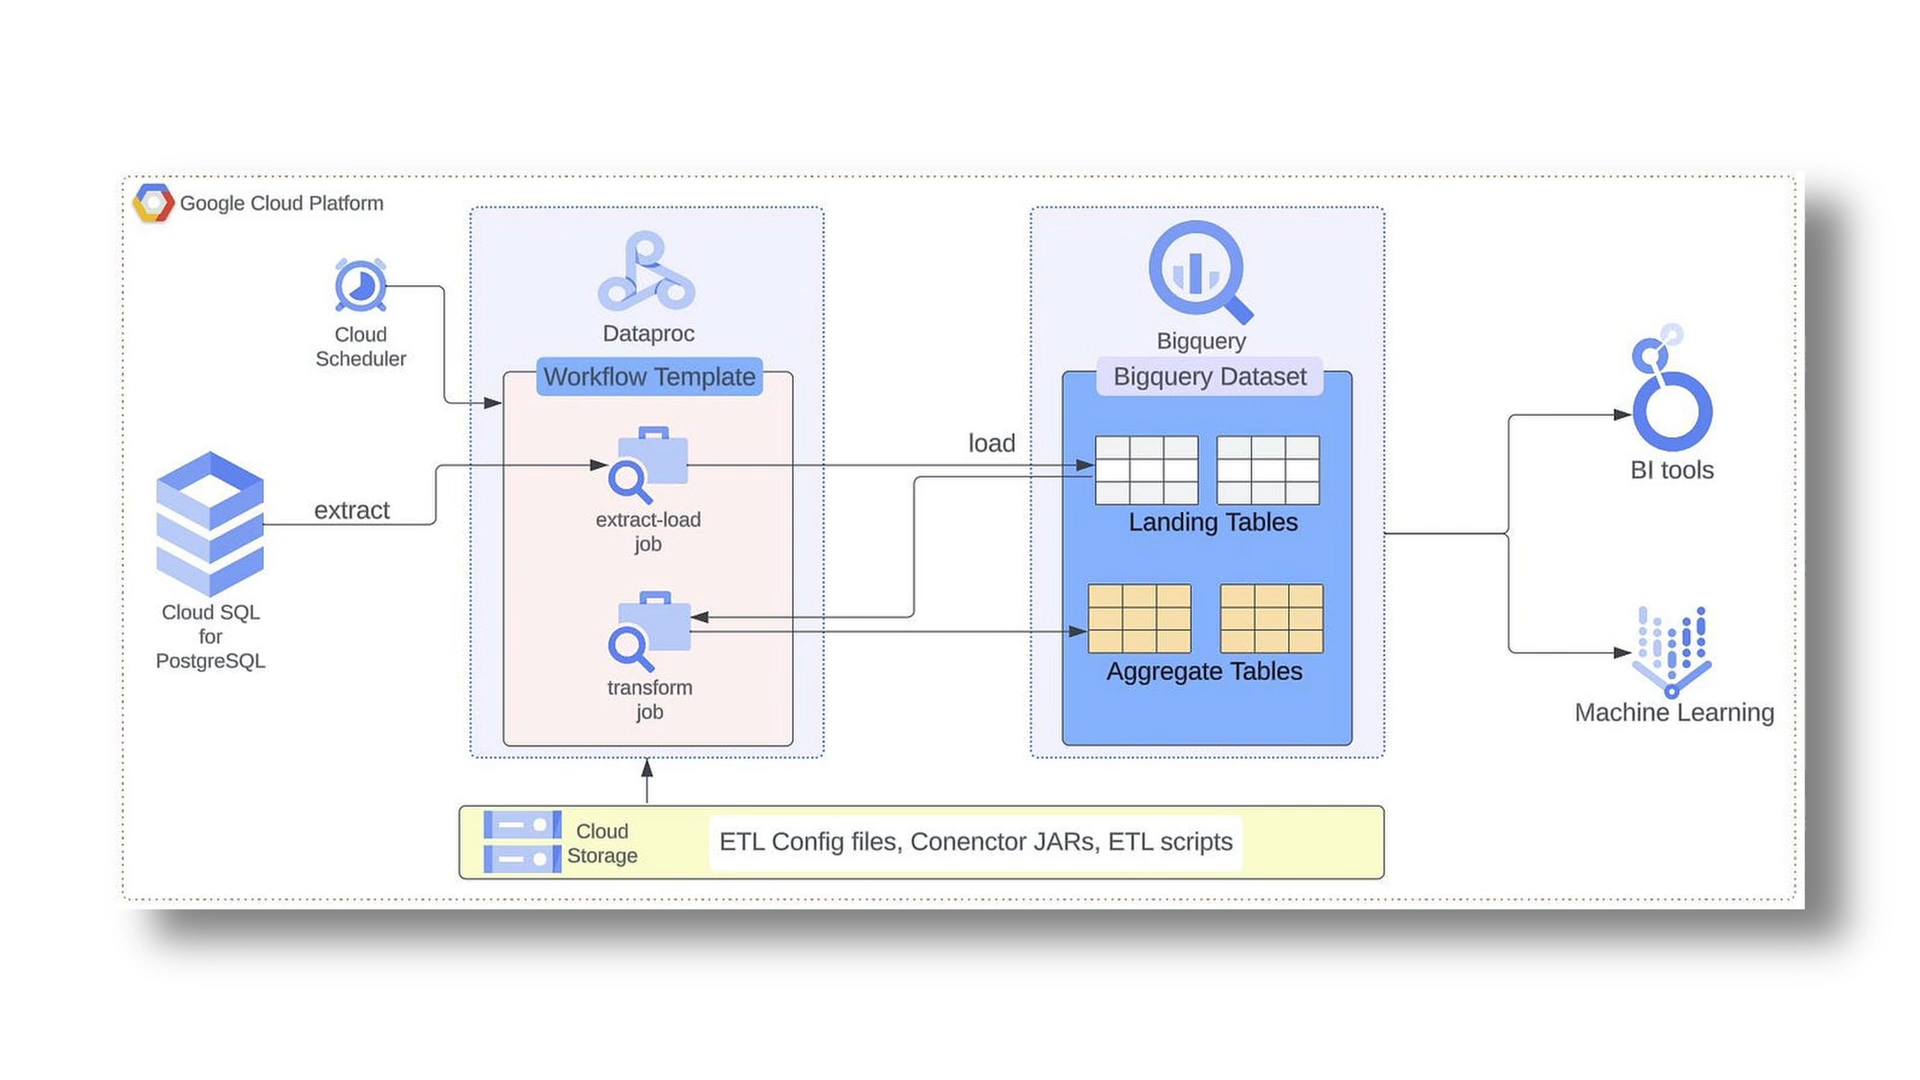 Google Cloud Platform
Cloud
Scheduler
Dataproc
Workflow Template
extract-load
job
transform
job
extract
Cloud SQL
for
PostgreSQL
load
Bigquery
Bigquery Dataset
Landing Tables
Aggregate Tables
BI tools
Machine Learning
Cloud
Storage
ETL Config files, Conenctor JARs, ETL scripts